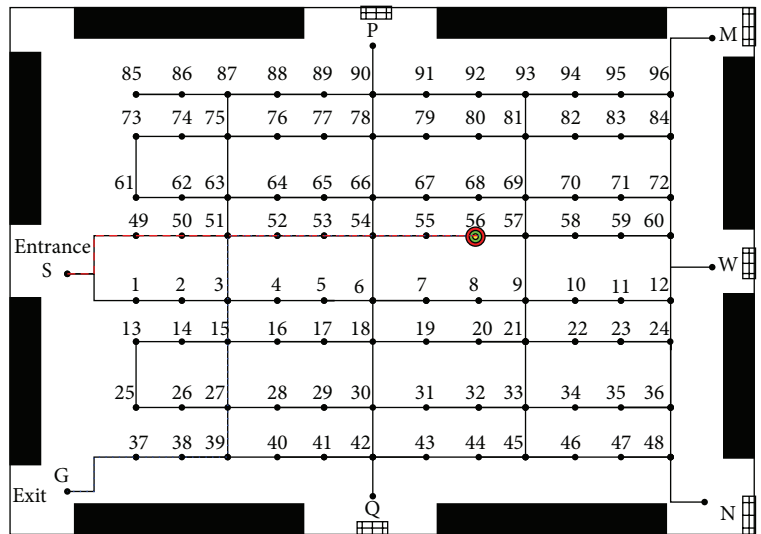 P
M
85 86 87 88 89 90 91 92 93 94 95 96
73 74 75 76 77 78 79 80 81 82 83 84
61 62 63 64 65 66 67 68 69 70 71 72
49 50 51 52 53 54 55 56 57 58 59 60
Entrance
S
W
1 2 3 4 5 6 7 8 9 10 11 12
13 14 15 16 17 18 19 20 21 22 23 24
25 26 27 28 29 30 31 32 33 34 35 36
37 38 39 40 41 42 43 44 45 46 47 48
G
Exit
Q
N